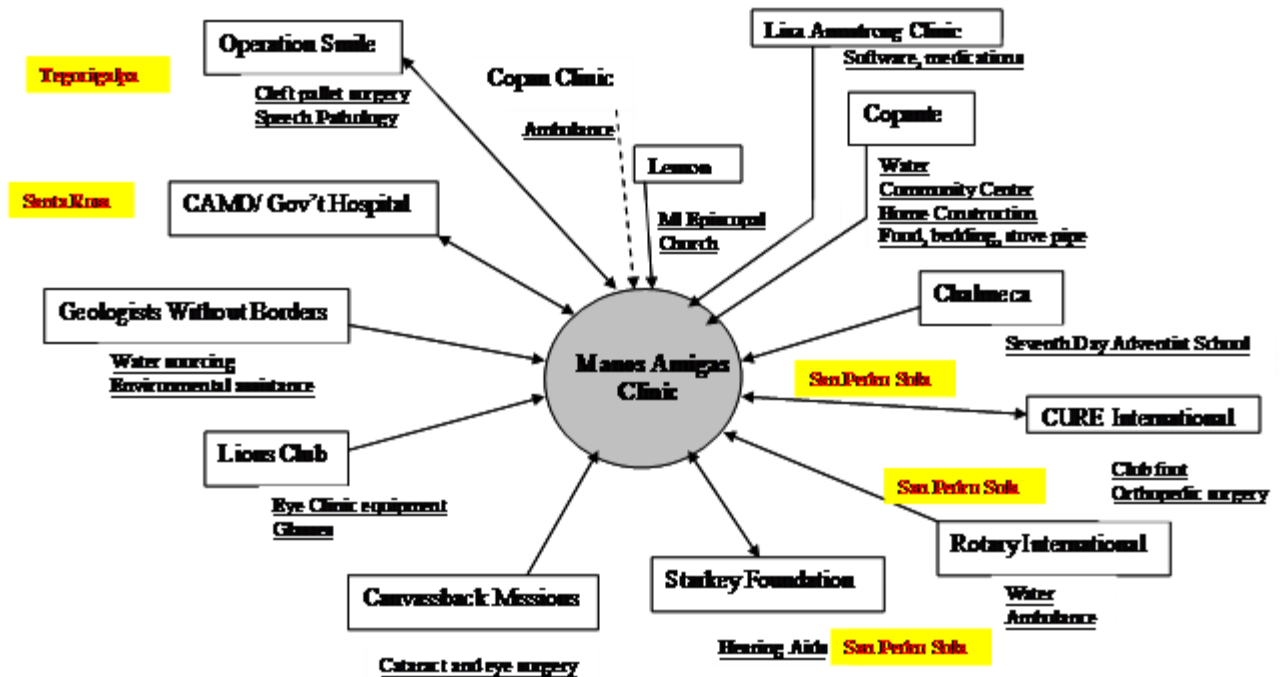 Operation Smile
Tegucigalpa
Cleft pallet surgery
Speech Pathology
Copan Clinic
Ambulance
Liza Armstrong Clinic
Software, medications
Copante
Water
Community Center
Home Construction
Food, bedding, stove pipe
Lemon
MI Episcopal
Church
Santa Rosa
CAMO/ Gov't Hospital
Geologists Without Borders
Water sourcing
Environmental assistance
Chalmeca
Seventh Day Adventist School
Manos Amigas
Clinic
San Pedro Sula
CURE International
Club foot
Orthopedic surgery
Lions Club
Eye Clinic equipment
Glasses
San Pedro Sula
Rotary International
Water
Ambulance
Canvassback Missions
Cataract and eye surgery
Starkey Foundation
Hearing Aids
San Pedro Sula